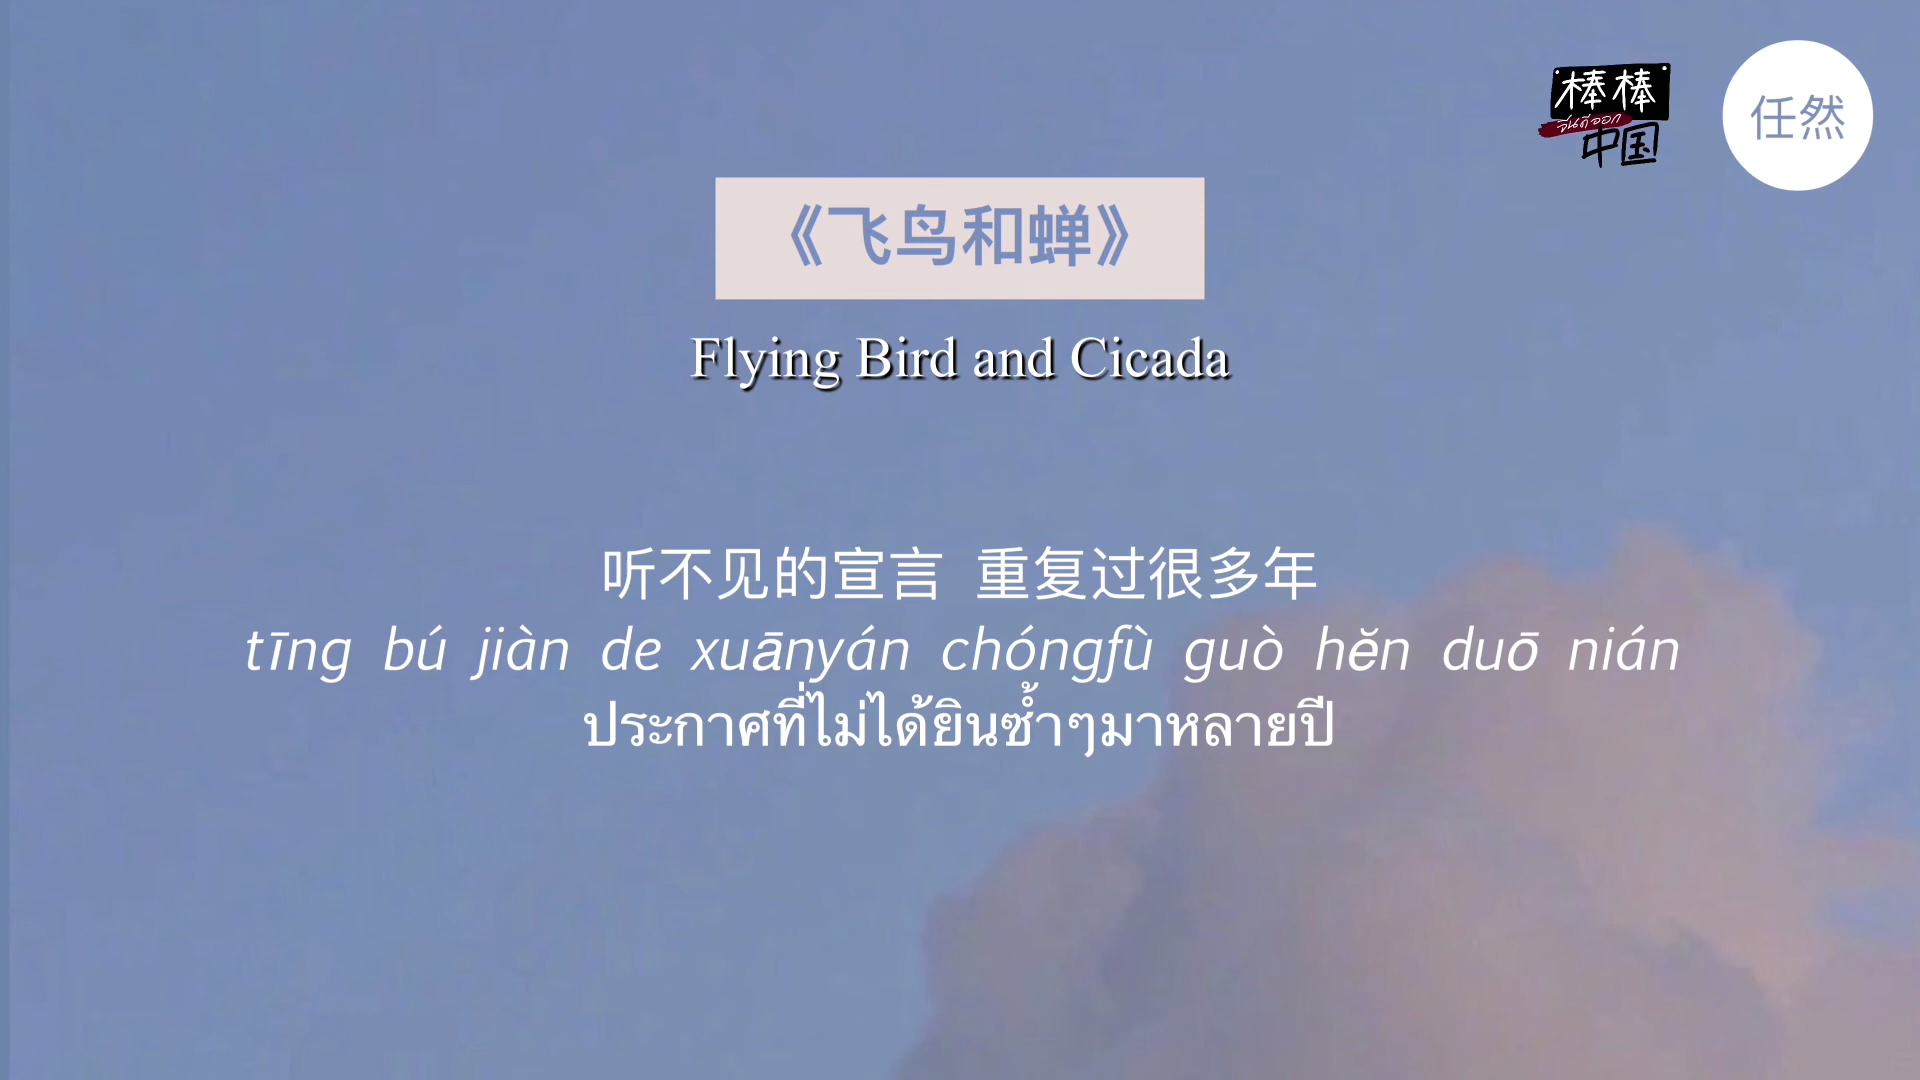 棒棒
จีนดีออก
中国
任然
《飞鸟和蝉》
Flying Bird and Cicada
听不见的宣言 重复过很多年
tīng bú jiàn de xuānyán chóngfù guò hěn duō nián
ประกาศที่ไม่ได้ยินซ้ำๆมาหลายปี